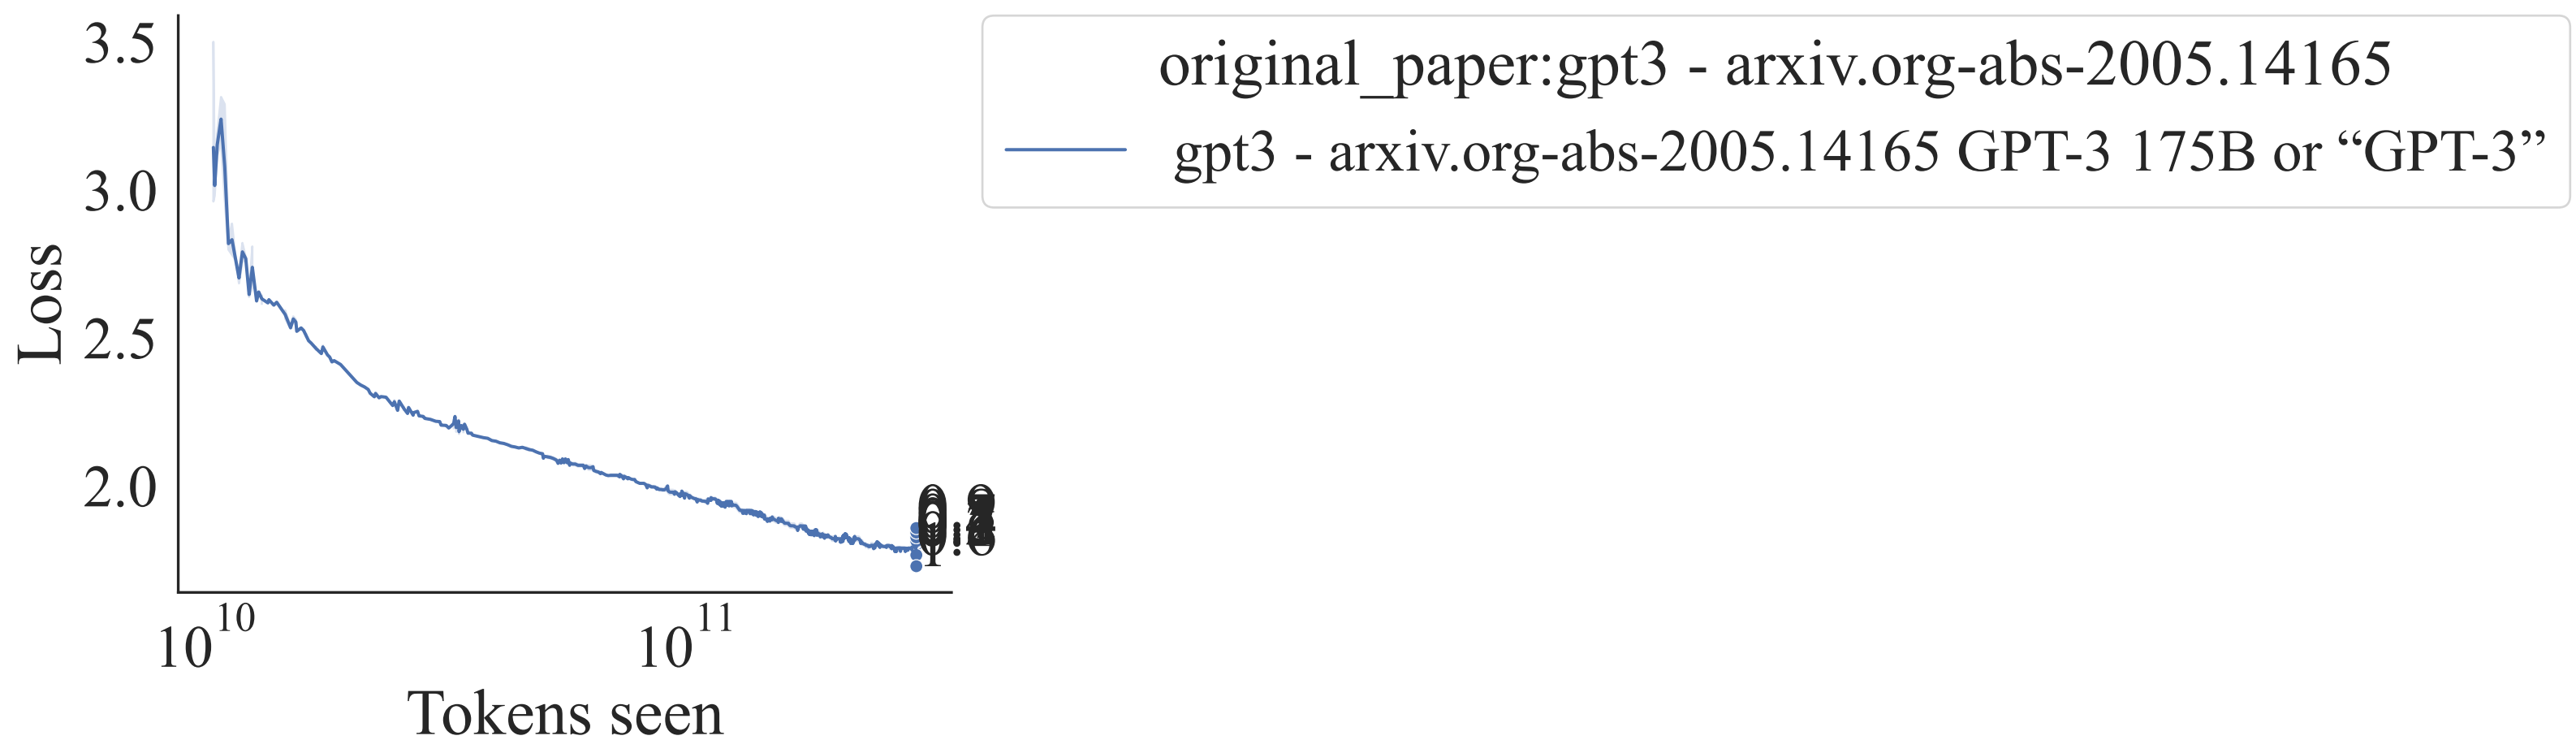 3.5
3.0
2.5
2.0
Loss
10^10
10^11
Tokens seen
original_paper:gpt3 - arxiv.org-abs-2005.14165
gpt3 - arxiv.org-abs-2005.14165 GPT-3 175B or “GPT-3”